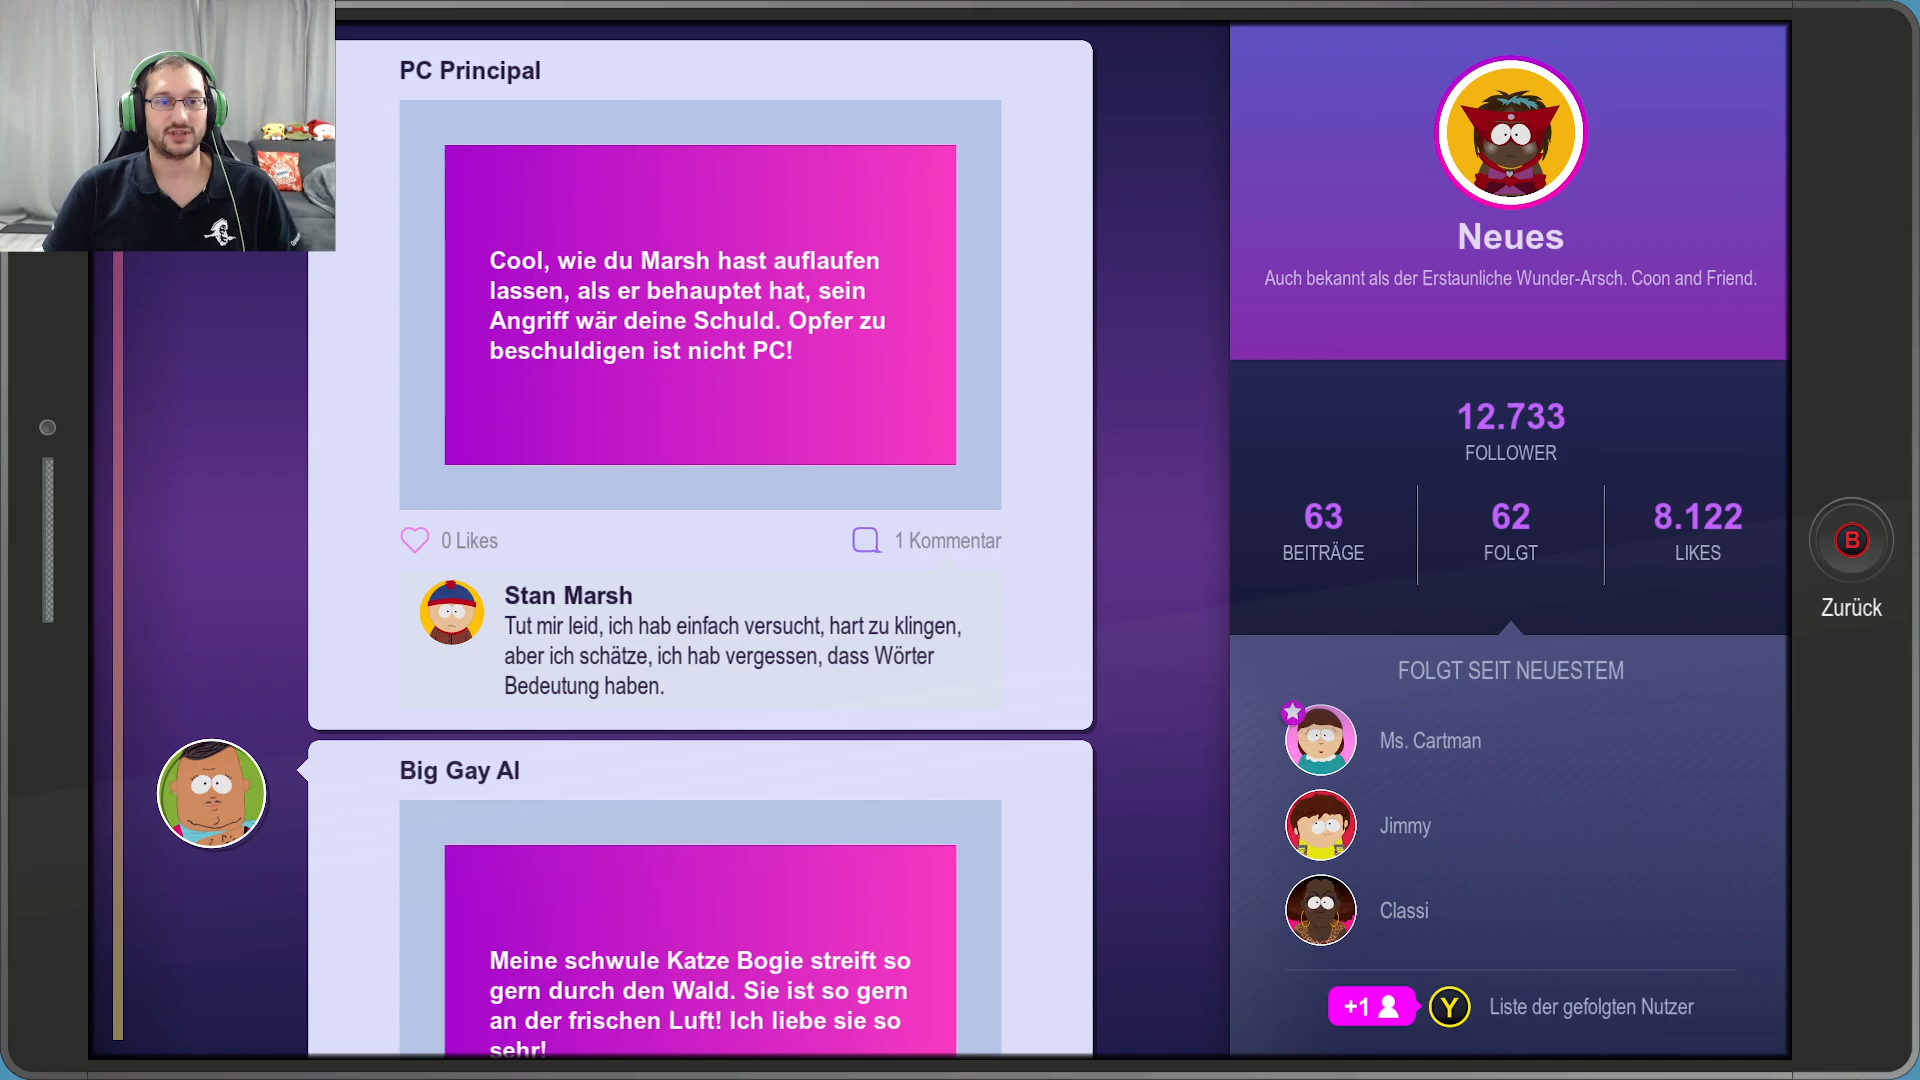 PC Principal
Cool, wie du Marsh hast auflaufen
lassen, als er behauptet hat, sein
Angriff wär deine Schuld. Opfer zu
beschuldigen ist nicht PC!
0 Likes
1 Kommentar
Stan Marsh
Tut mir leid, ich hab einfach versucht, hart zu klingen,
aber ich schätze, ich hab vergessen, dass Wörter
Bedeutung haben.
Big Gay Al
Meine schwule Katze Bogie streift so
gern durch den Wald. Sie ist so gern
an der frischen Luft! Ich liebe sie so
sehr!
Neues
Auch bekannt als der Erstaunliche Wunder-Arsch. Coon and Friend.
12.733
FOLLOWER
63
BEITRÄGE
62
FOLGT
8.122
LIKES
FOLGT SEIT NEUESTEM
Ms. Cartman
Jimmy
Classi
+1
Y
Liste der gefolgten Nutzer
B
Zurück